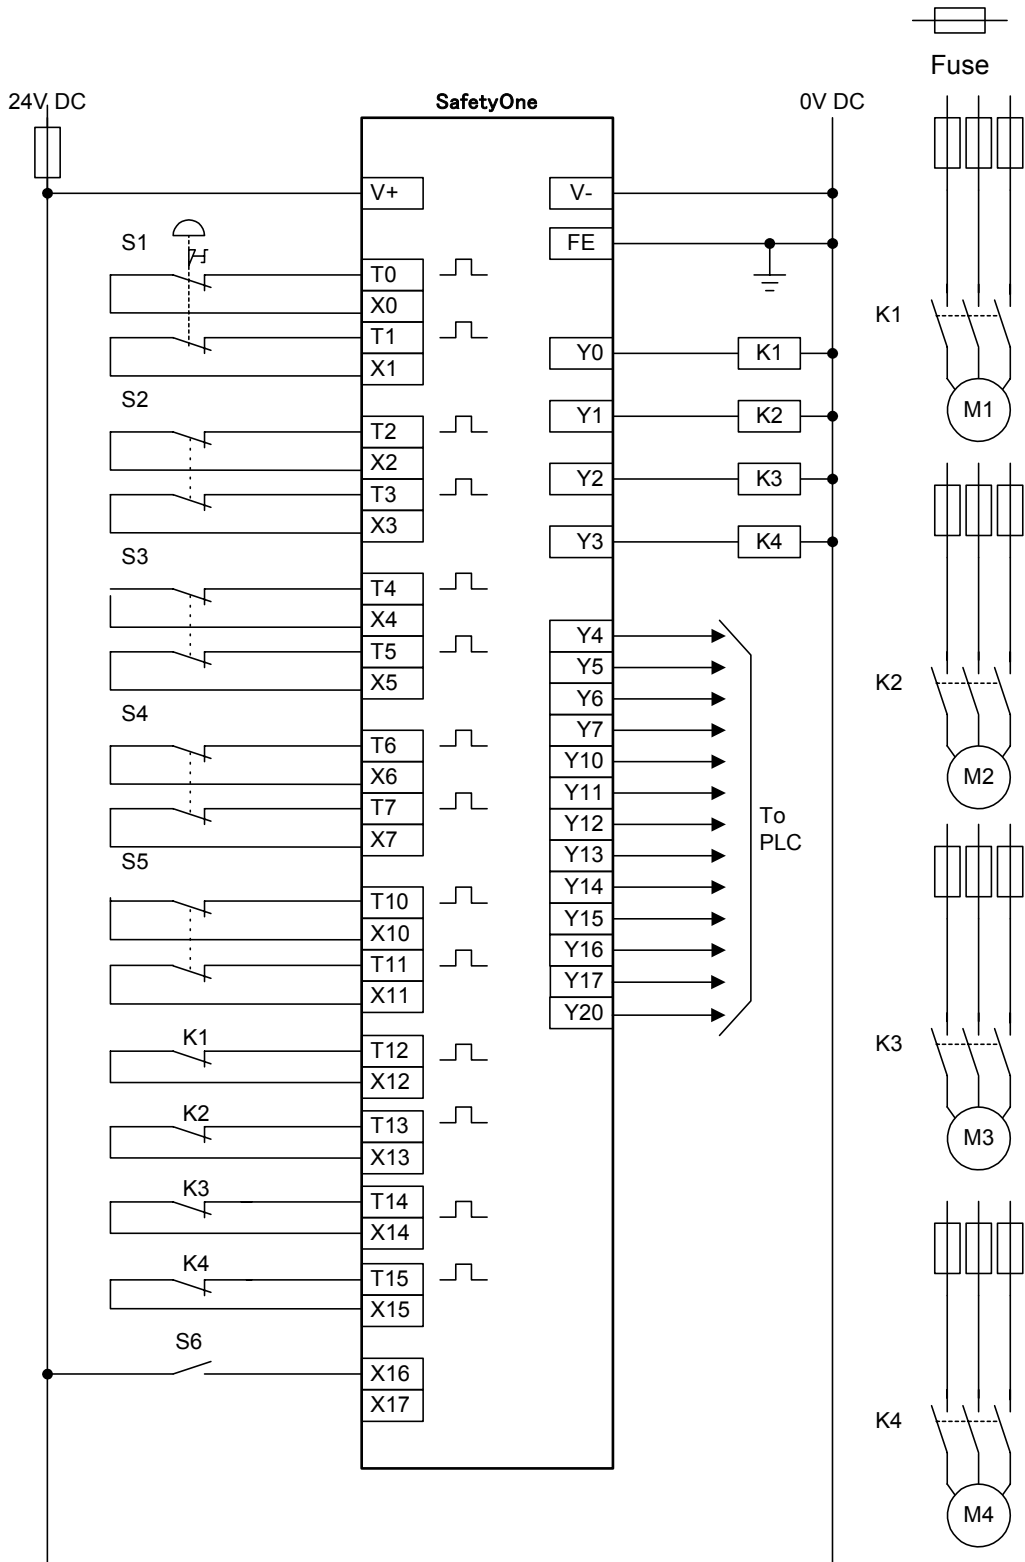 Fuse
24V DC
SafetyOne
0V DC
V+
V-
S1
FE
T0
X0
K1
T1
Y0
K1
X1
S2
M1
Y1
K2
T2
X2
Y2
K3
T3
X3
Y3
K4
S3
T4
X4
Y4
T5
Y5
X5
K2
Y6
S4
Y7
T6
Y10
X6
M2
Y11
T7
To
PLC
Y12
X7
Y13
S5
Y14
T10
Y15
X10
Y16
T11
Y17
X11
Y20
K1
K3
T12
X12
K2
T13
M3
X13
K3
T14
X14
K4
T15
X15
S6
X16
X17
K4
M4